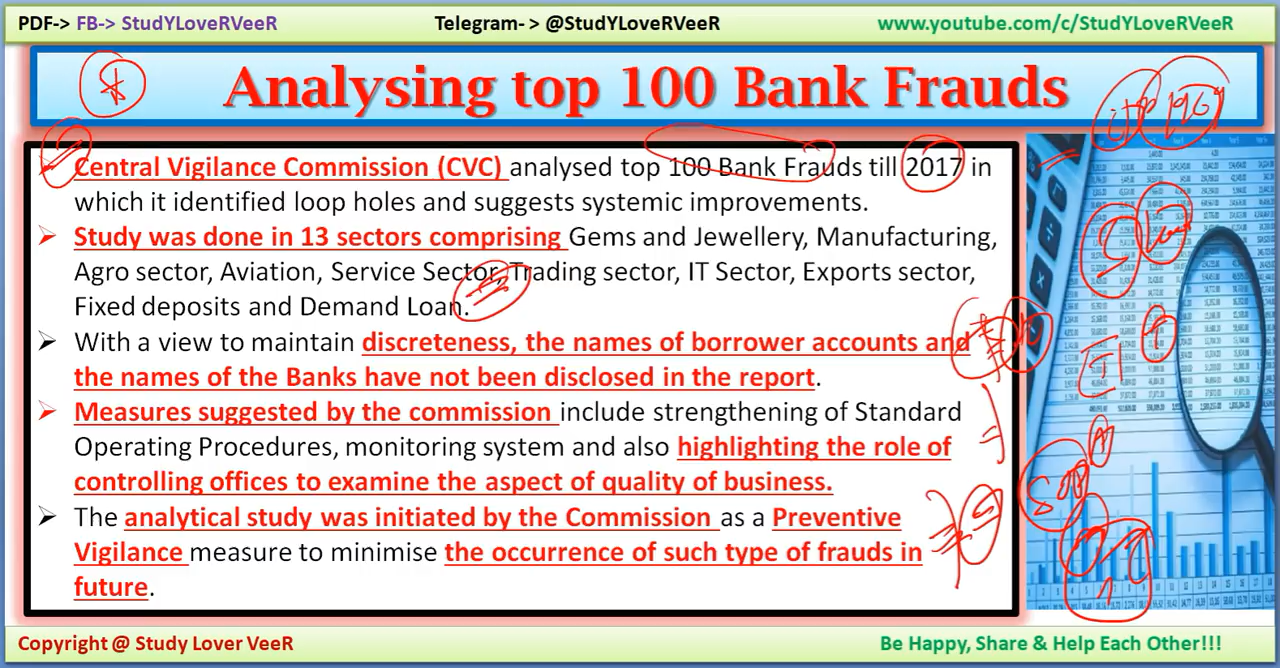 PDF-> FB-> StudYLoveRVeeR Telegram- > @StudYLoveRVeeR www.youtube.com/c/StudYLoveRVeeR
Analysing top 100 Bank Frauds
➢ Central Vigilance Commission (CVC) analysed top 100 Bank Frauds till 2017 in
which it identified loop holes and suggests systemic improvements.
➢ Study was done in 13 sectors comprising Gems and Jewellery, Manufacturing,
Agro sector, Aviation, Service Sector, Trading sector, IT Sector, Exports sector,
Fixed deposits and Demand Loan.
➢ With a view to maintain discreteness, the names of borrower accounts and
the names of the Banks have not been disclosed in the report.
➢ Measures suggested by the commission include strengthening of Standard
Operating Procedures, monitoring system and also highlighting the role of
controlling offices to examine the aspect of quality of business.
➢ The analytical study was initiated by the Commission as a Preventive
Vigilance measure to minimise the occurrence of such type of frauds in
future.
Copyright @ Study Lover VeeR Be Happy, Share & Help Each Other!!!